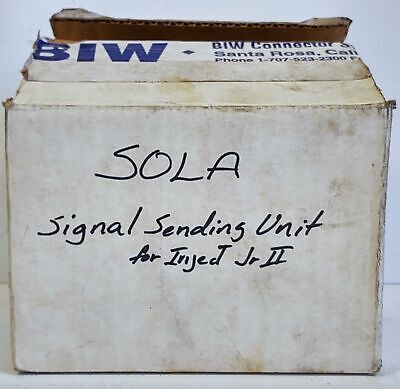 BIW • BIW Connector S
Santa Rosa, Cali
Phone 1-707-523-2300 F
SOLA
Signal Sending Unit
for Inject Jr II